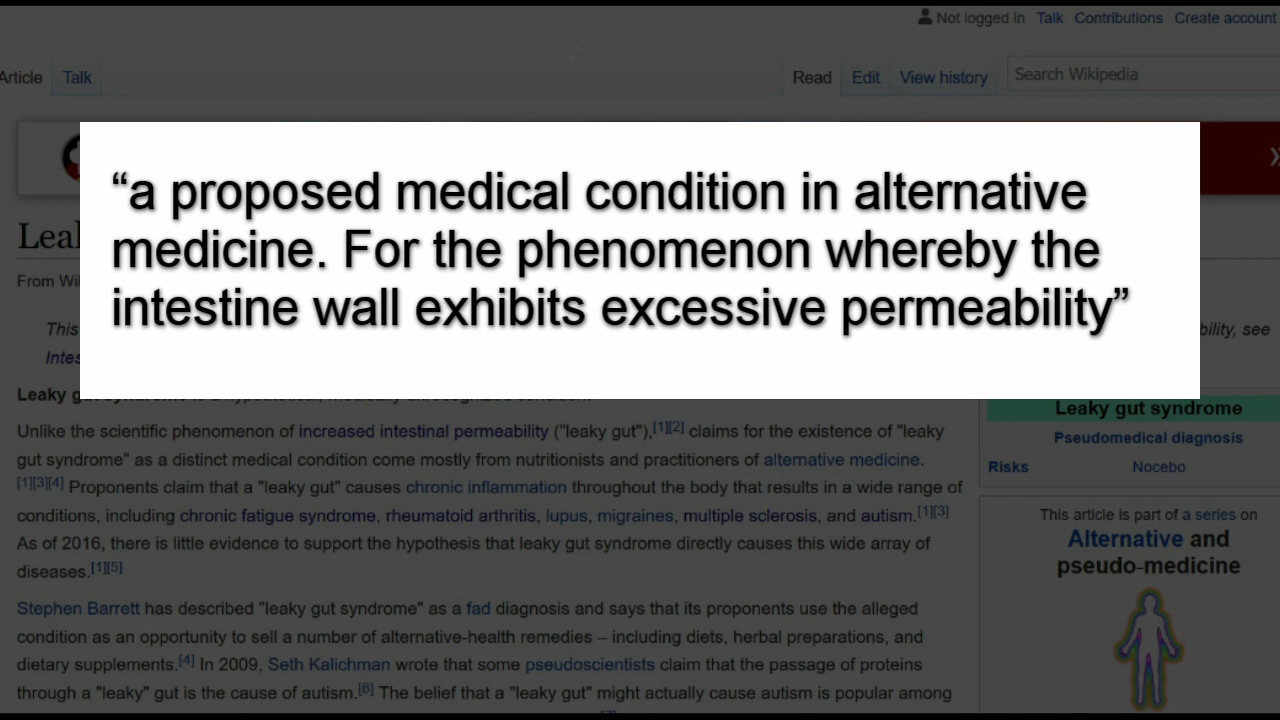 Not logged in Talk Contributions Create account
Article Talk Read Edit View history Search Wikipedia
“a proposed medical condition in alternative
medicine. For the phenomenon whereby the
intestine wall exhibits excessive permeability”
From
This see
Leaky
Leaky gut syndrome
Pseudomedical diagnosis
Risks Nocebo
Unlike the scientific phenomenon of increased intestinal permeability ("leaky gut"),[1][2] claims for the existence of "leaky
gut syndrome" as a distinct medical condition come mostly from nutritionists and practitioners of alternative medicine.
[1][3][4] Proponents claim that a "leaky gut" causes chronic inflammation throughout the body that results in a wide range of
conditions, including chronic fatigue syndrome, rheumatoid arthritis, lupus, migraines, multiple sclerosis, and autism.[1][3]
As of 2016, there is little evidence to support the hypothesis that leaky gut syndrome directly causes this wide array of
diseases.[1][5]
Stephen Barrett has described "leaky gut syndrome" as a fad diagnosis and says that its proponents use the alleged
condition as an opportunity to sell a number of alternative-health remedies – including diets, herbal preparations, and
dietary supplements.[4] In 2009, Seth Kalichman wrote that some pseudoscientists claim that the passage of proteins
through a "leaky" gut is the cause of autism.[6] The belief that a "leaky gut" might actually cause autism is popular among
This article is part of a series on
Alternative and
pseudo-medicine